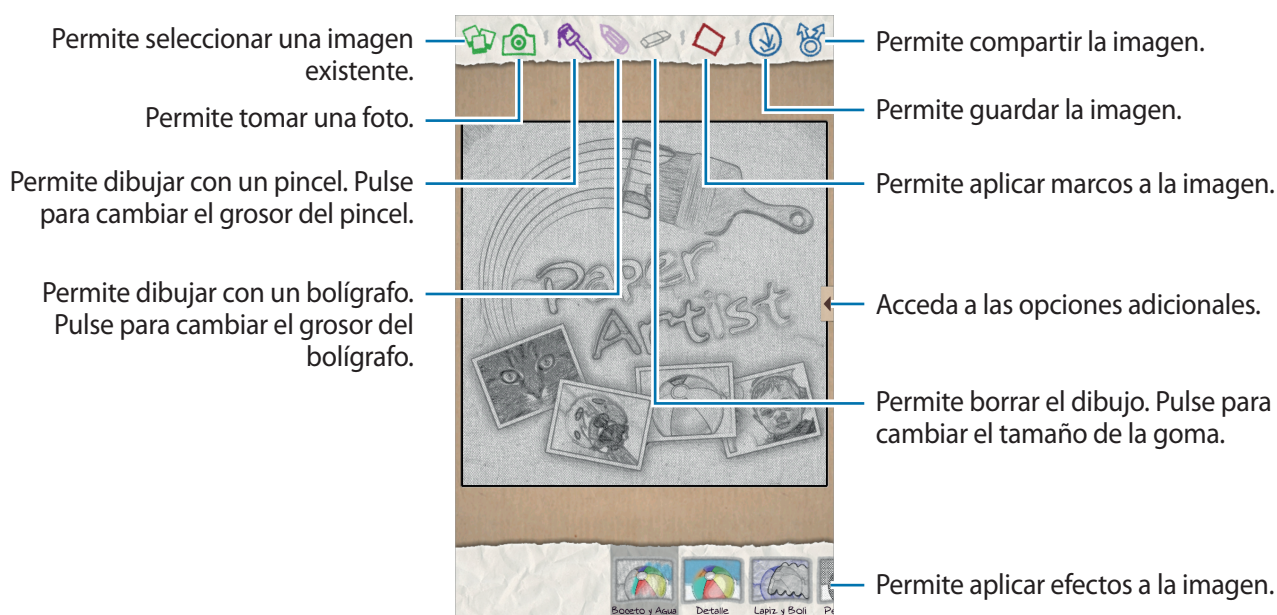 Permite seleccionar una imagen
existente.
Permite tomar una foto.
Permite dibujar con un pincel. Pulse
para cambiar el grosor del pincel.
Permite dibujar con un bolígrafo.
Pulse para cambiar el grosor del
bolígrafo.
Permite compartir la imagen.
Permite guardar la imagen.
Permite aplicar marcos a la imagen.
Acceda a las opciones adicionales.
Permite borrar el dibujo. Pulse para
cambiar el tamaño de la goma.
Permite aplicar efectos a la imagen.
Paper
Artist
Boceto y Agua
Detalle
Lapiz y Boli